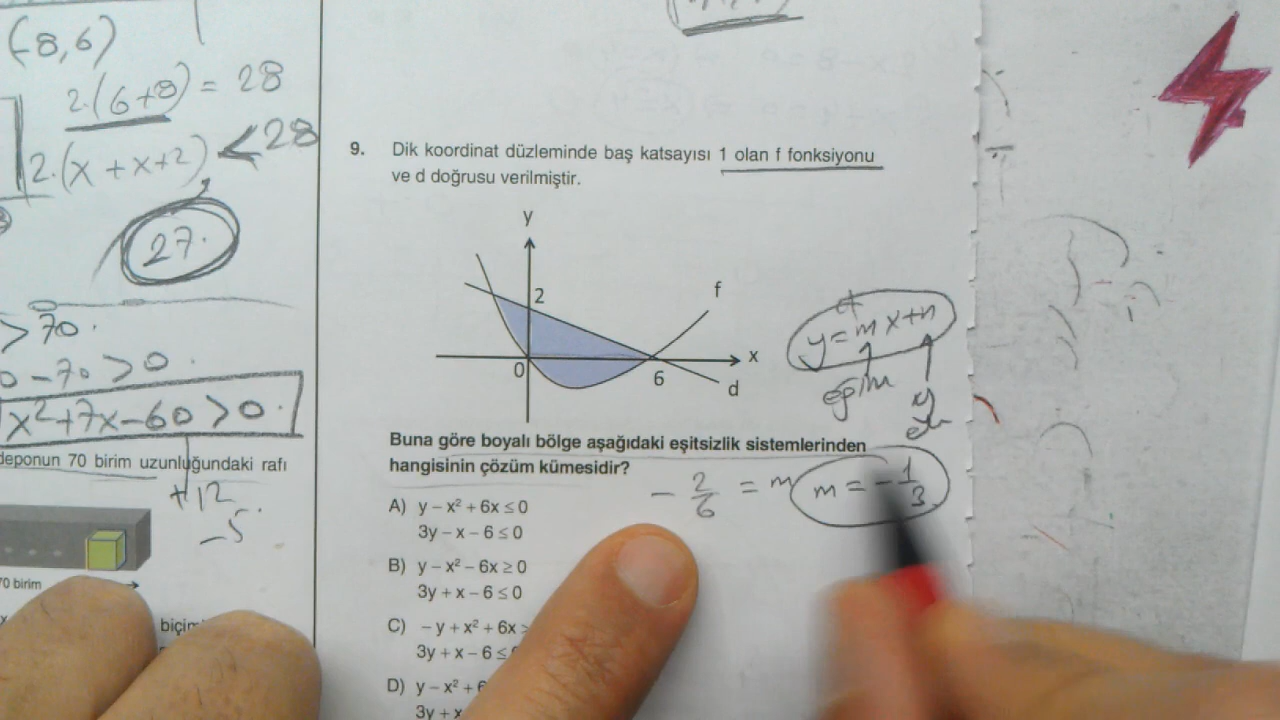 (-8,6)
2.(6+8) = 28
2.(x + x+2) < 28
27.
> 70.
0 - 70 > 0.
x²+7x-60 > 0.
deponun 70 birim uzunluğundaki rafı
+12
-5
70 birim
9. Dik koordinat düzleminde baş katsayısı 1 olan f fonksiyonu
ve d doğrusu verilmiştir.
y
2
f
x
0
6
d
y=mx+n
eğim
Buna göre boyalı bölge aşağıdaki eşitsizlik sistemlerinden
hangisinin çözüm kümesidir?
- 2/6 = m
m = - 1/3
A) y – x² + 6x ≤ 0
3y – x – 6 ≤ 0
B) y – x² – 6x ≥ 0
3y + x – 6 ≤ 0
C) – y + x² + 6x
3y + x – 6 ≤
D) y – x² +
3y + x